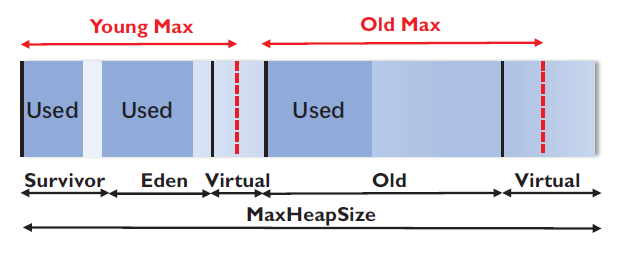 Young Max
Old Max
Used
Used
Used
Survivor
Eden
Virtual
Old
Virtual
MaxHeapSize